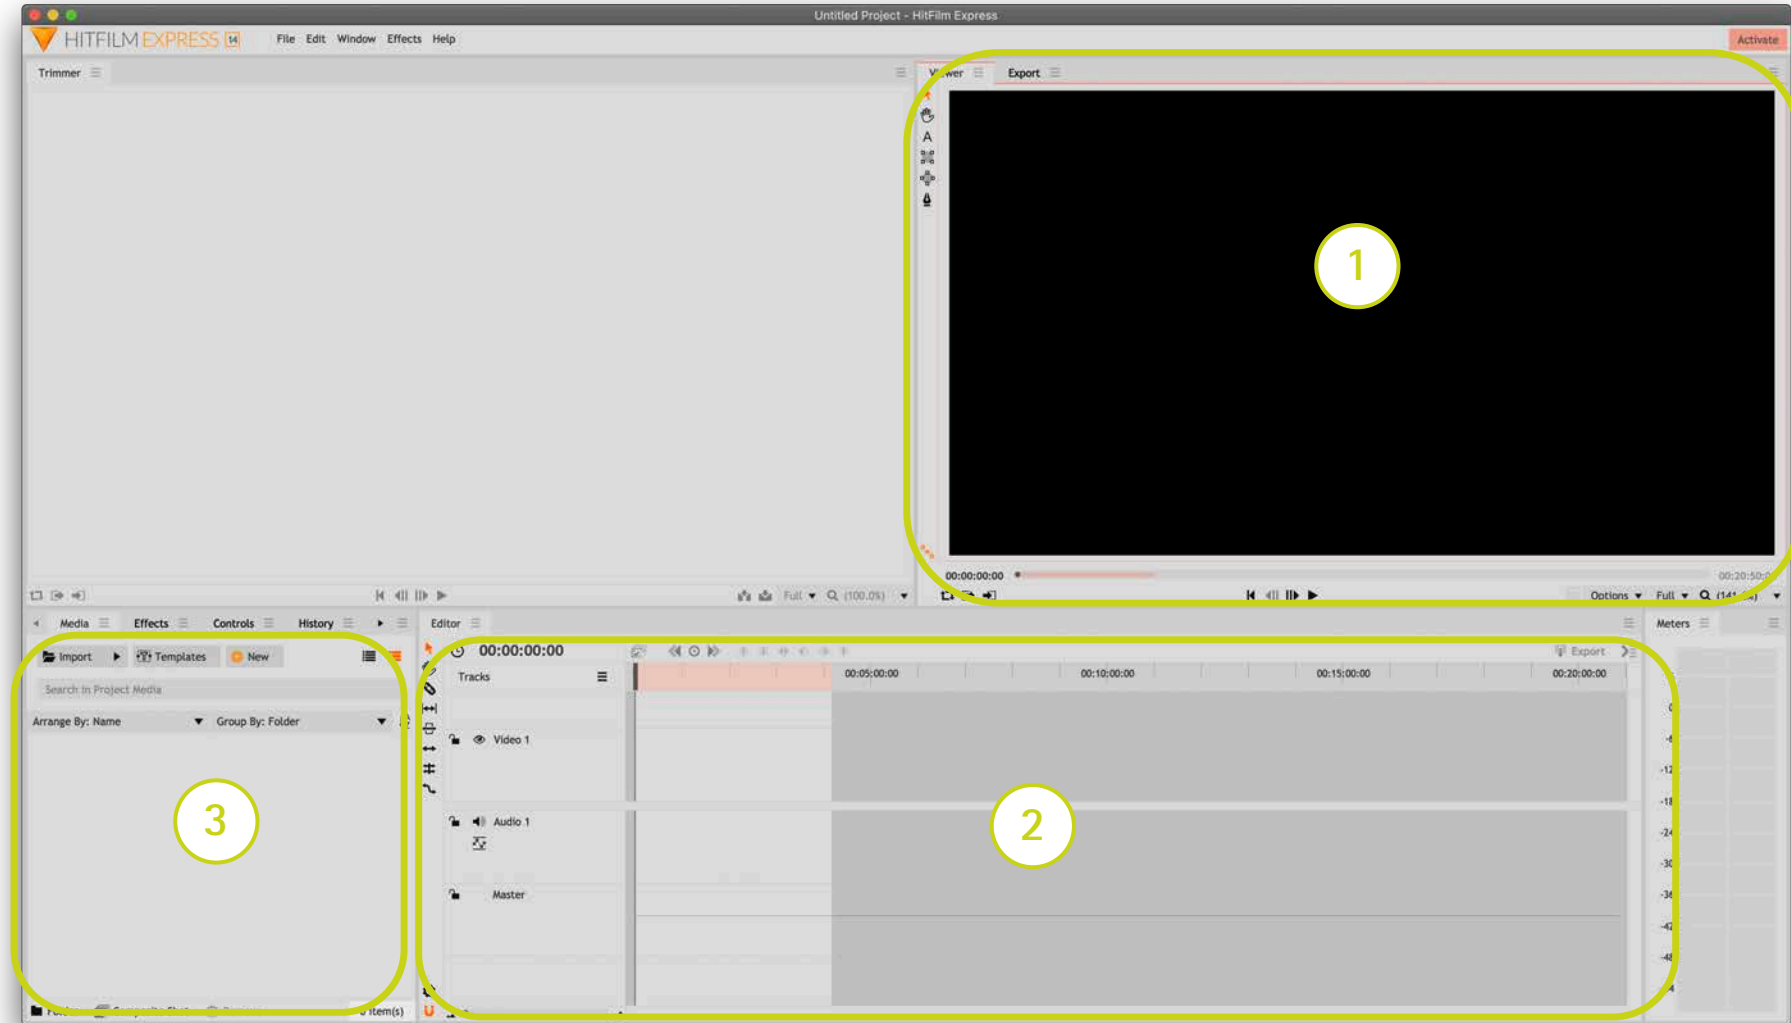 Untitled Project - HitFilm Express
HITFILM EXPRESS 14 File Edit Window Effects Help Activate
Trimmer
Export
1
00:00:00:00
Full (100.0%)
Options Full
Media Effects Controls History
Editor
Meters
Import Templates New
00:00:00:00
Export
Search in Project Media
Tracks
00:05:00:00 00:10:00:00 00:15:00:00 00:20:00:00
Arrange By: Name Group By: Folder
Video 1
Audio 1
Master
3
2
-24
item(s)